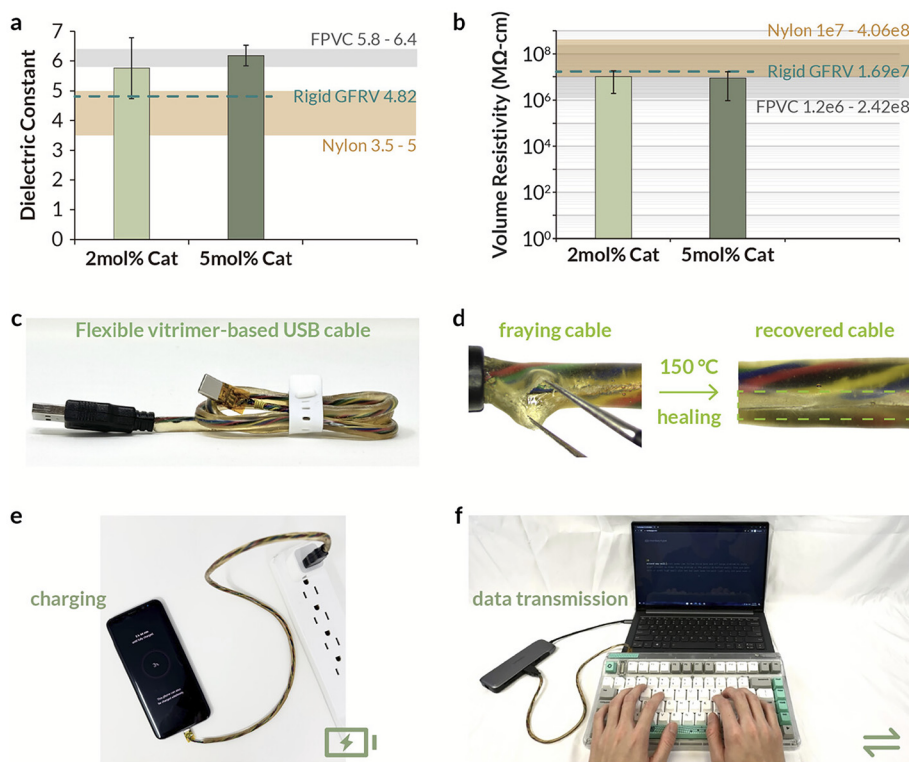 a
7
6
5
4
3
2
1
0
Dielectric Constant
FPVC 5.8 - 6.4
Rigid GFRV 4.82
Nylon 3.5 - 5
2mol% Cat
5mol% Cat
b
10⁸
10⁶
10⁴
10²
10⁰
Volume Resistivity (MΩ-cm)
Nylon 1e7 - 4.06e8
Rigid GFRV 1.69e7
FPVC 1.2e6 - 2.42e8
2mol% Cat
5mol% Cat
c
Flexible vitrimer-based USB cable
d
fraying cable
150 °C
healing
recovered cable
e
charging
f
data transmission